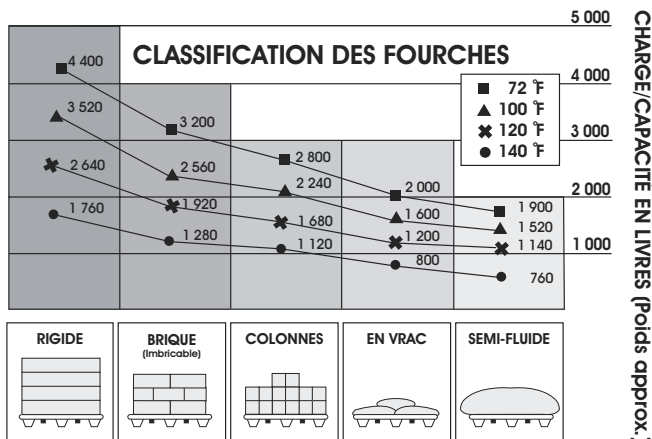 CLASSIFICATION DES FOURCHES
5 000
4 000
3 000
2 000
1 000
CHARGE/CAPACITÉ EN LIVRES (Poids approx.)
72 °F
100 °F
120 °F
140 °F
4 400
3 200
2 800
2 000
1 900
3 520
2 560
2 240
1 600
1 520
2 640
1 920
1 680
1 200
1 140
1 760
1 280
1 120
800
760
RIGIDE
BRIQUE
(Imbricable)
COLONNES
EN VRAC
SEMI-FLUIDE